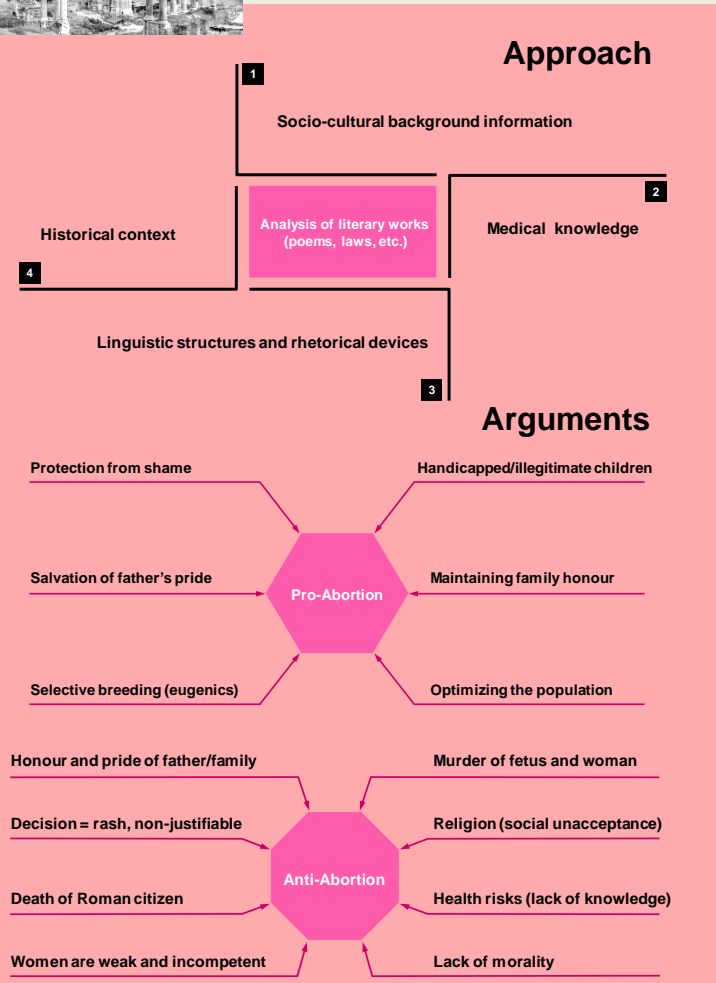 Approach
1
Socio-cultural background information
2
Medical knowledge
Analysis of literary works
(poems, laws, etc.)
Historical context
4
Linguistic structures and rhetorical devices
3
Arguments
Protection from shame
Handicapped/illegitimate children
Salvation of father's pride
Pro-Abortion
Maintaining family honour
Selective breeding (eugenics)
Optimizing the population
Honour and pride of father/family
Murder of fetus and woman
Decision = rash, non-justifiable
Religion (social unacceptance)
Anti-Abortion
Death of Roman citizen
Health risks (lack of knowledge)
Women are weak and incompetent
Lack of morality